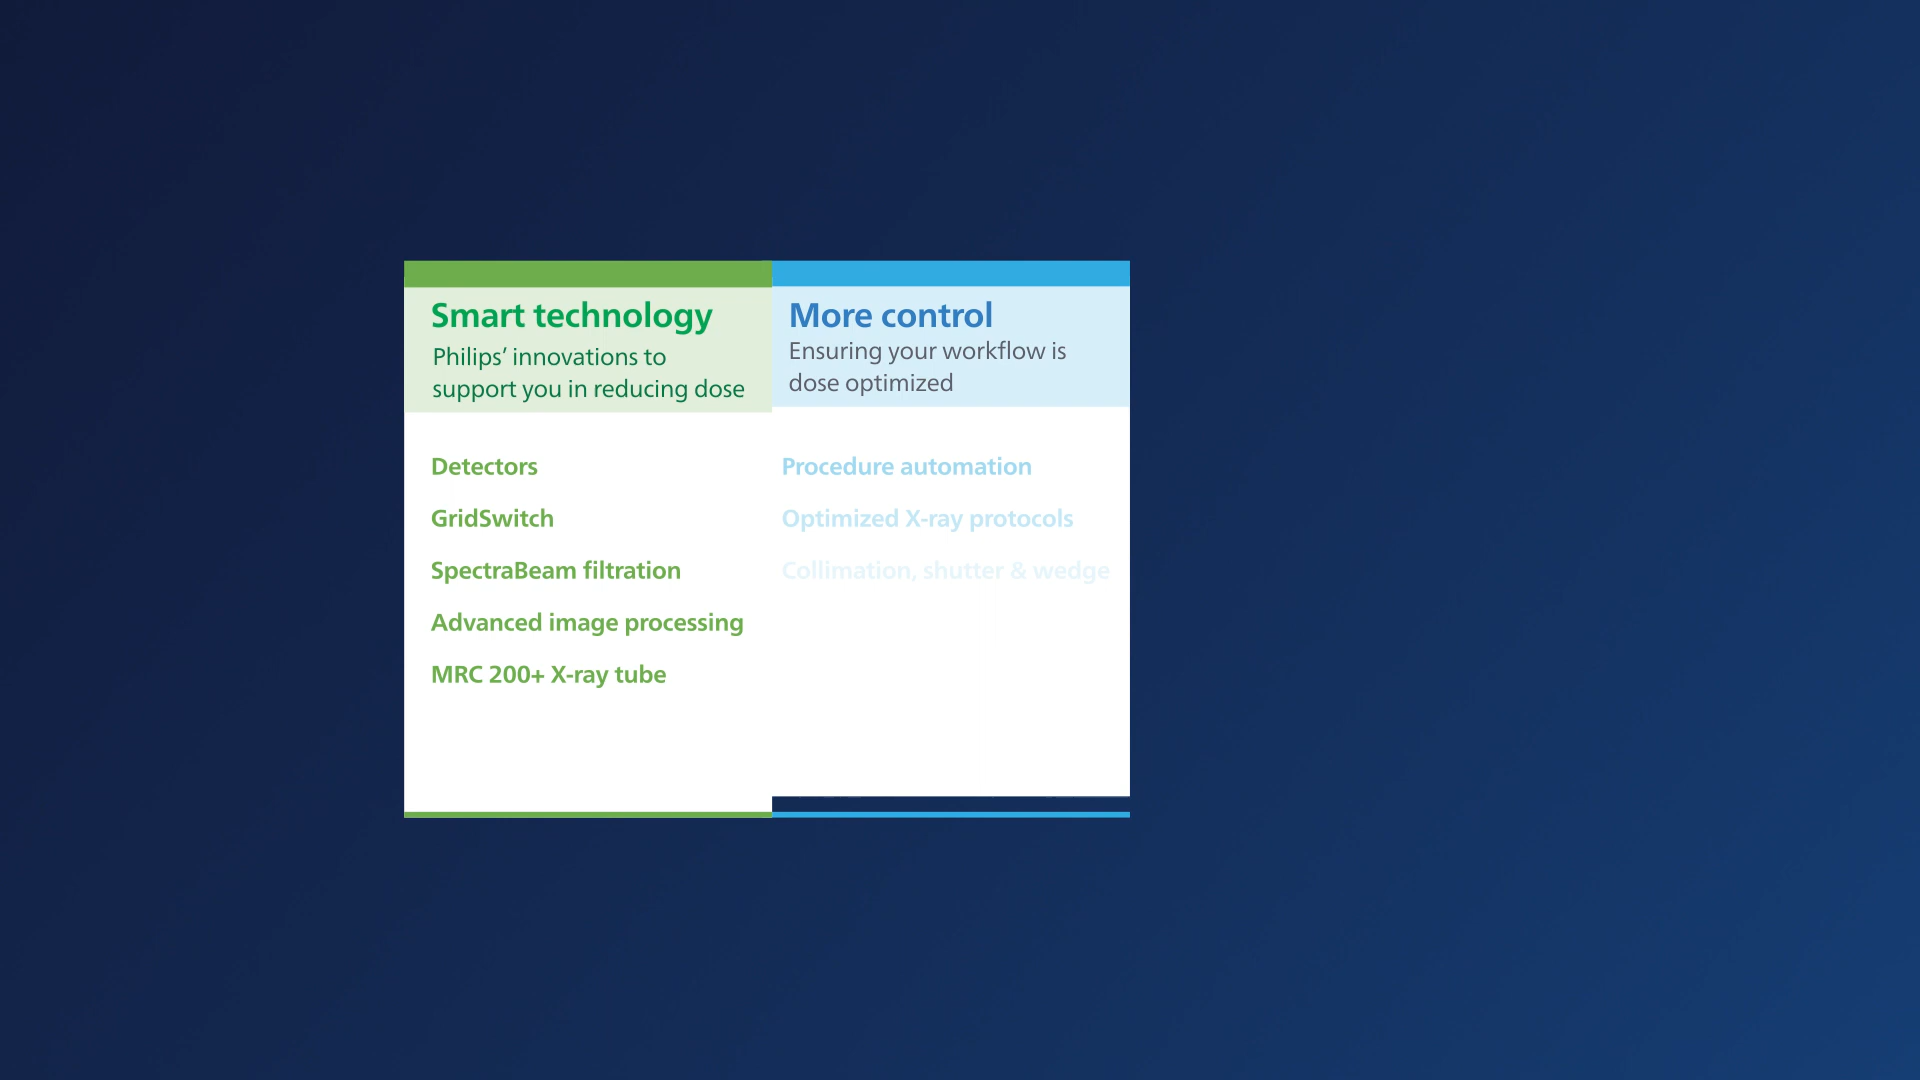 Smart technology
Philips’ innovations to
support you in reducing dose
Detectors
GridSwitch
SpectraBeam filtration
Advanced image processing
MRC 200+ X-ray tube
More control
Ensuring your workflow is
dose optimized
Procedure automation
Optimized X-ray protocols
Collimation, shutter & wedge